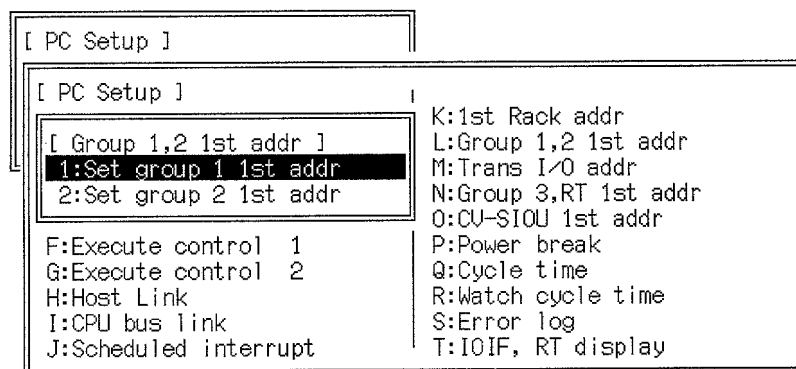 [ PC Setup ]
[ PC Setup ]
[ Group 1,2 1st addr ]
1:Set group 1 1st addr
2:Set group 2 1st addr
F:Execute control 1
G:Execute control 2
H:Host Link
I:CPU bus link
J:Scheduled interrupt
K:1st Rack addr
L:Group 1,2 1st addr
M:Trans I/O addr
N:Group 3,RT 1st addr
O:CV-SIOU 1st addr
P:Power break
Q:Cycle time
R:Watch cycle time
S:Error log
T:IOIF, RT display